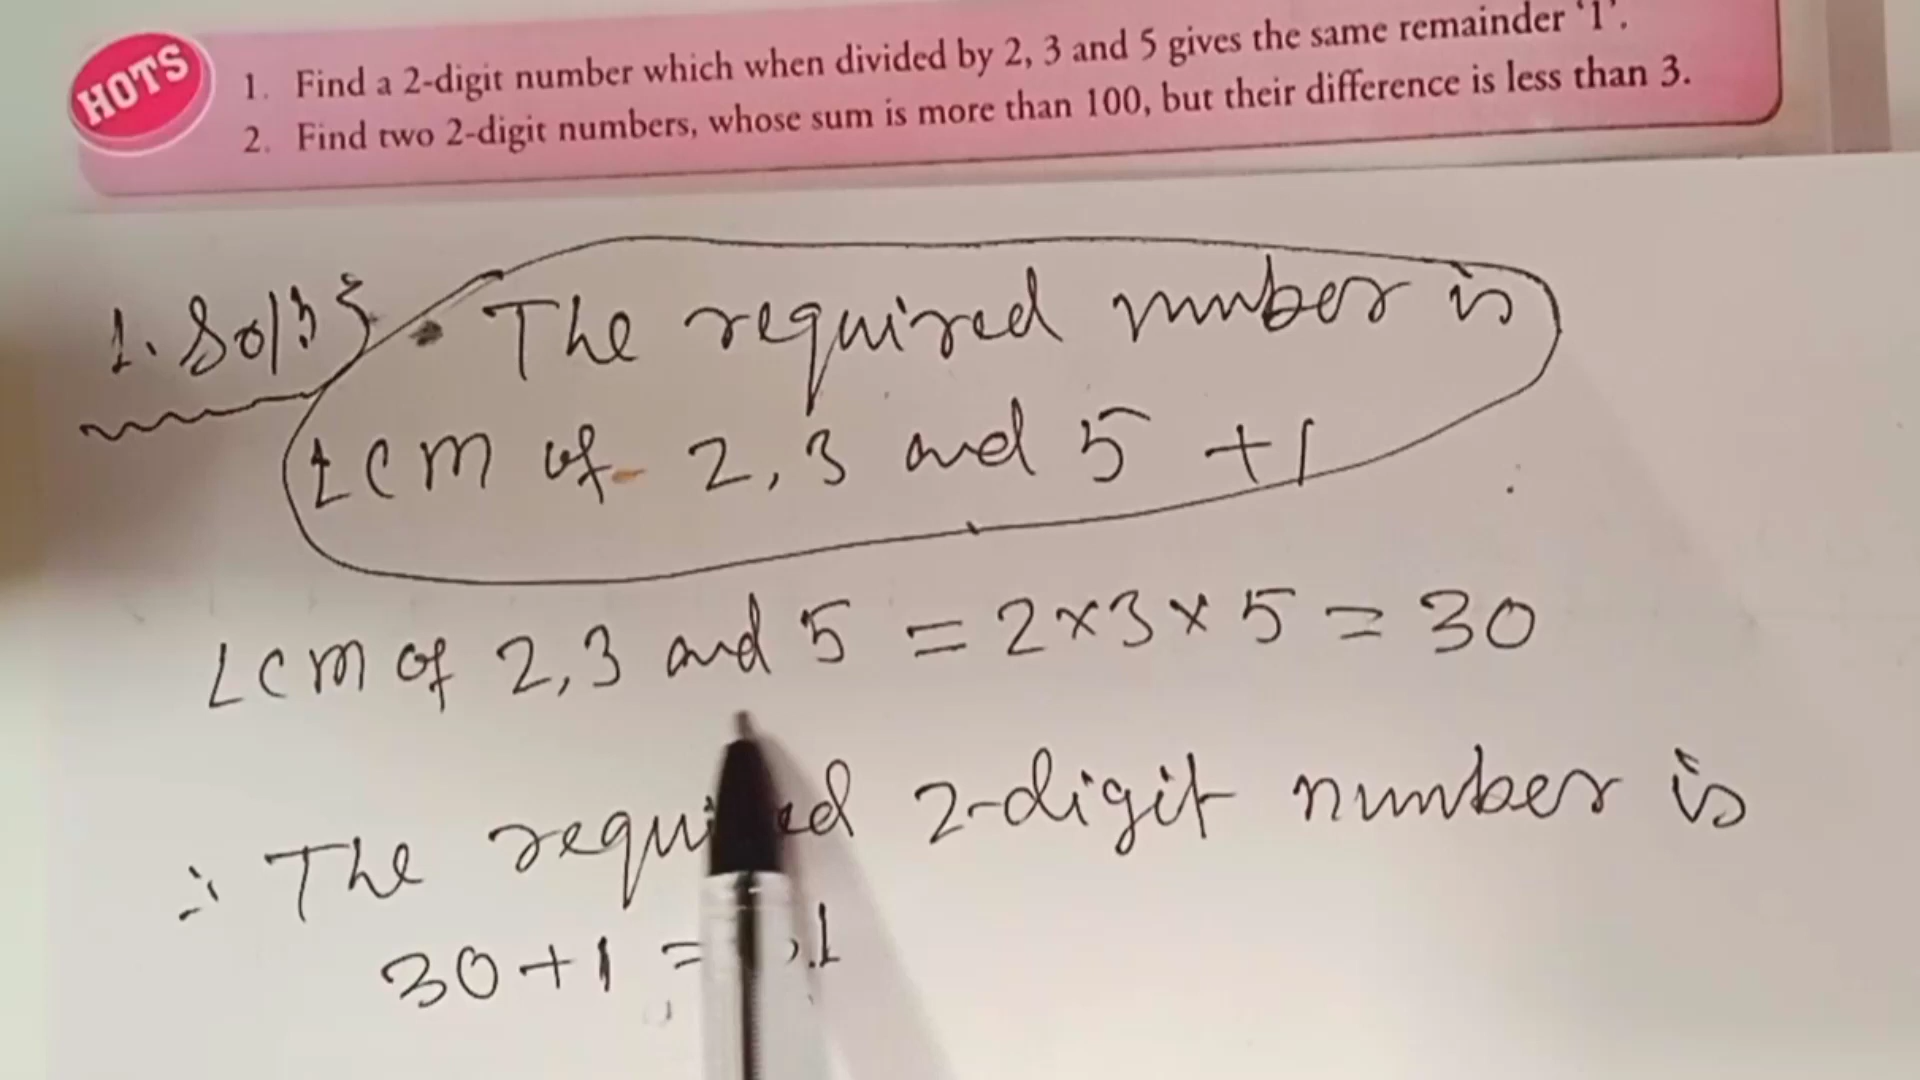 HOTS
1. Find a 2-digit number which when divided by 2, 3 and 5 gives the same remainder '1'.
2. Find two 2-digit numbers, whose sum is more than 100, but their difference is less than 3.
The required number is
LCM of 2, 3 and 5 +1
LCM of 2, 3 and 5 = 2×3×5 = 30
∴ The 2-digit number is
30+1 =